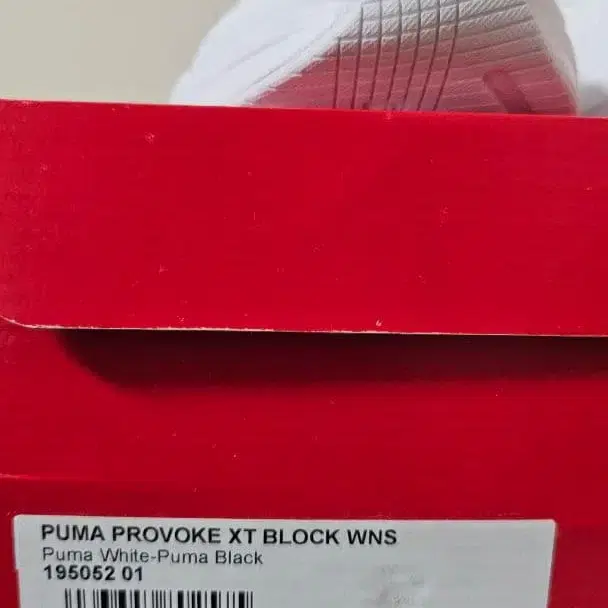 PUMA PROVOKE XT BLOCK WNS
Puma White-Puma Black
195052 01